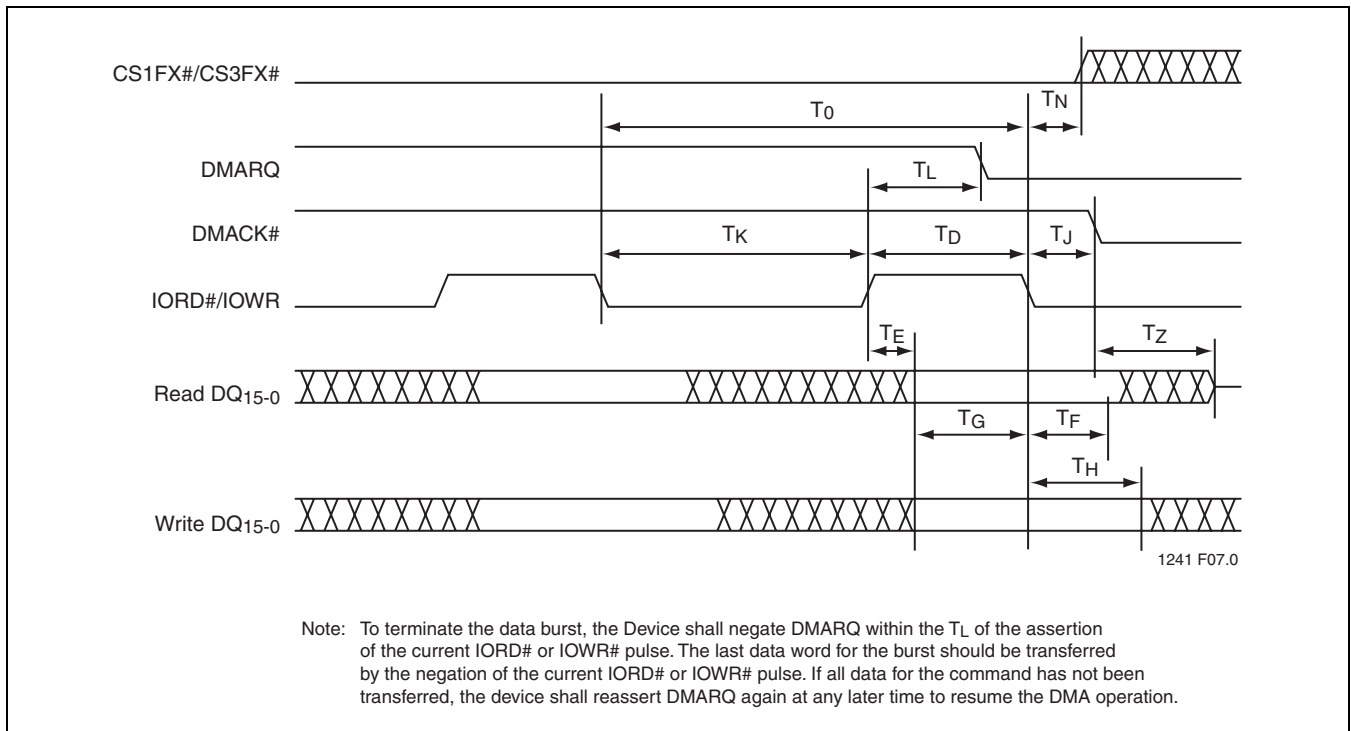 CS1FX#/CS3FX#
TN
T0
DMARQ
TL
DMACK#
TK
TD
TJ
IORD#/IOWR
TE
TZ
Read DQ15-0
TG
TF
TH
Write DQ15-0
1241 F07.0
Note: To terminate the data burst, the Device shall negate DMARQ within the TL of the assertion
of the current IORD# or IOWR# pulse. The last data word for the burst should be transferred
by the negation of the current IORD# or IOWR# pulse. If all data for the command has not been
transferred, the device shall reassert DMARQ again at any later time to resume the DMA operation.